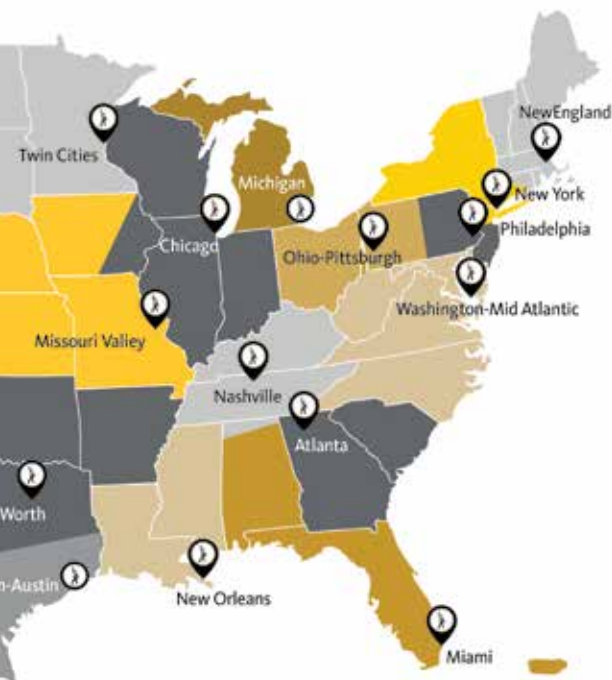 NewEngland
Twin Cities
Michigan
New York
Philadelphia
Chicago
Ohio-Pittsburgh
Washington-Mid Atlantic
Missouri Valley
Nashville
Atlanta
Worth
-Austin
New Orleans
Miami